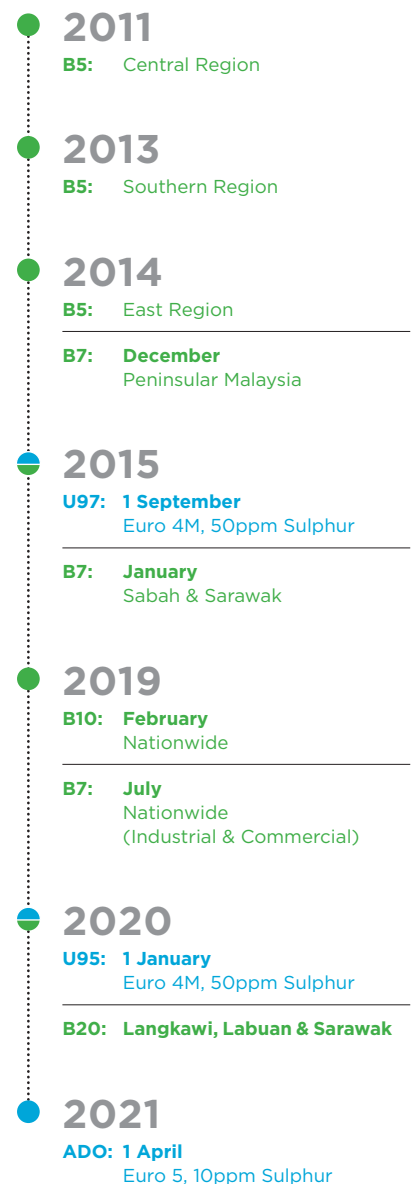 2011
B5: Central Region
2013
B5: Southern Region
2014
B5: East Region
B7: December
Peninsular Malaysia
2015
U97: 1 September
Euro 4M, 50ppm Sulphur
B7: January
Sabah & Sarawak
2019
B10: February
Nationwide
B7: July
Nationwide
(Industrial & Commercial)
2020
U95: 1 January
Euro 4M, 50ppm Sulphur
B20: Langkawi, Labuan & Sarawak
2021
ADO: 1 April
Euro 5, 10ppm Sulphur